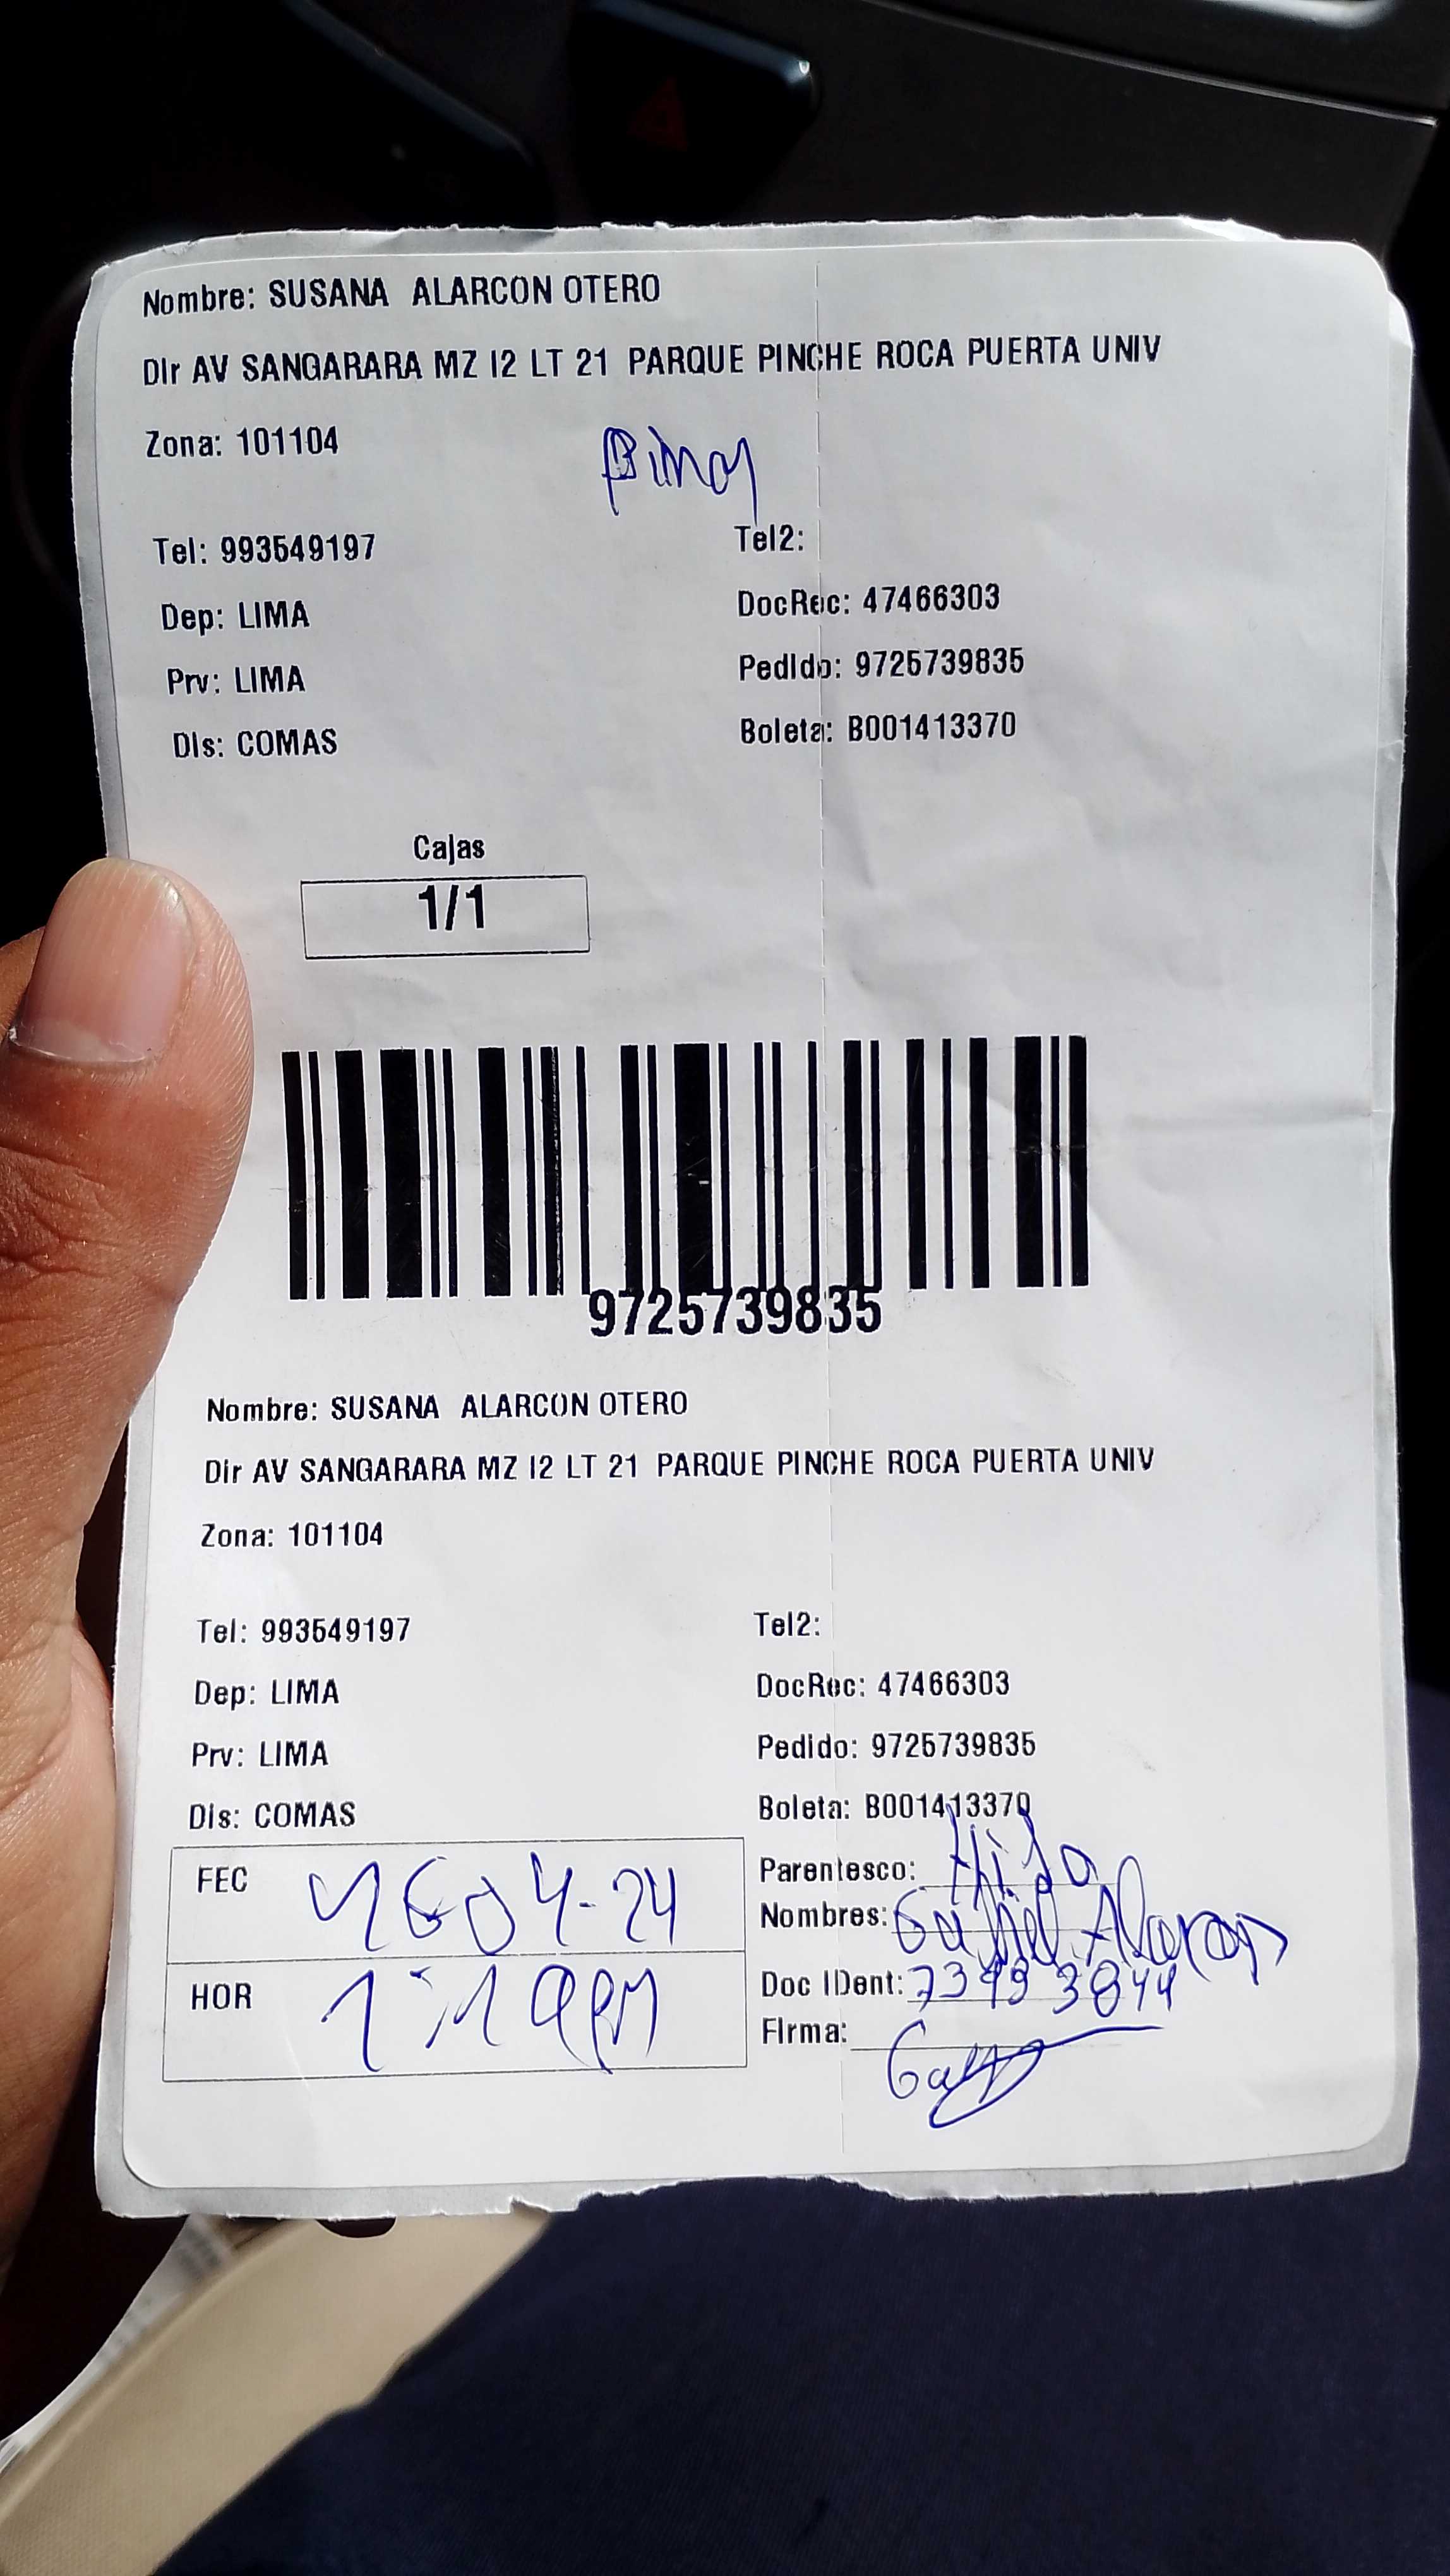 Nombre: SUSANA ALARCON OTERO
Dir AV SANGARARA MZ I2 LT 21 PARQUE PINCHE ROCA PUERTA UNIV
Zona: 101104
Tel: 993549197 Tel2:
Dep: LIMA DocRec: 47466303
Prv: LIMA Pedido: 9725739835
Dis: COMAS Boleta: B001413370
Cajas
1/1
9725739835
Nombre: SUSANA ALARCON OTERO
Dir AV SANGARARA MZ I2 LT 21 PARQUE PINCHE ROCA PUERTA UNIV
Zona: 101104
Tel: 993549197 Tel2:
Dep: LIMA DocRec: 47466303
Prv: LIMA Pedido: 9725739835
Dis: COMAS Boleta: B001413370
FEC Parentesco:
Nombres: Alarcon
HOR Doc IDent:
Firma: